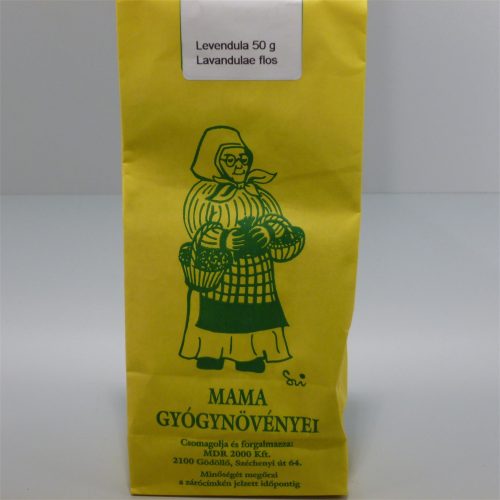 Levendula 50 g
Lavandulae flos
MAMA
GYÓGYNÖVÉNYEI
Csomagolja és forgalmazza:
MDR 2000 Kft.
2100 Gödöllő, Széchenyi út 64.
Minőségét megőrzi
a zárócímkén jelzett időpontig